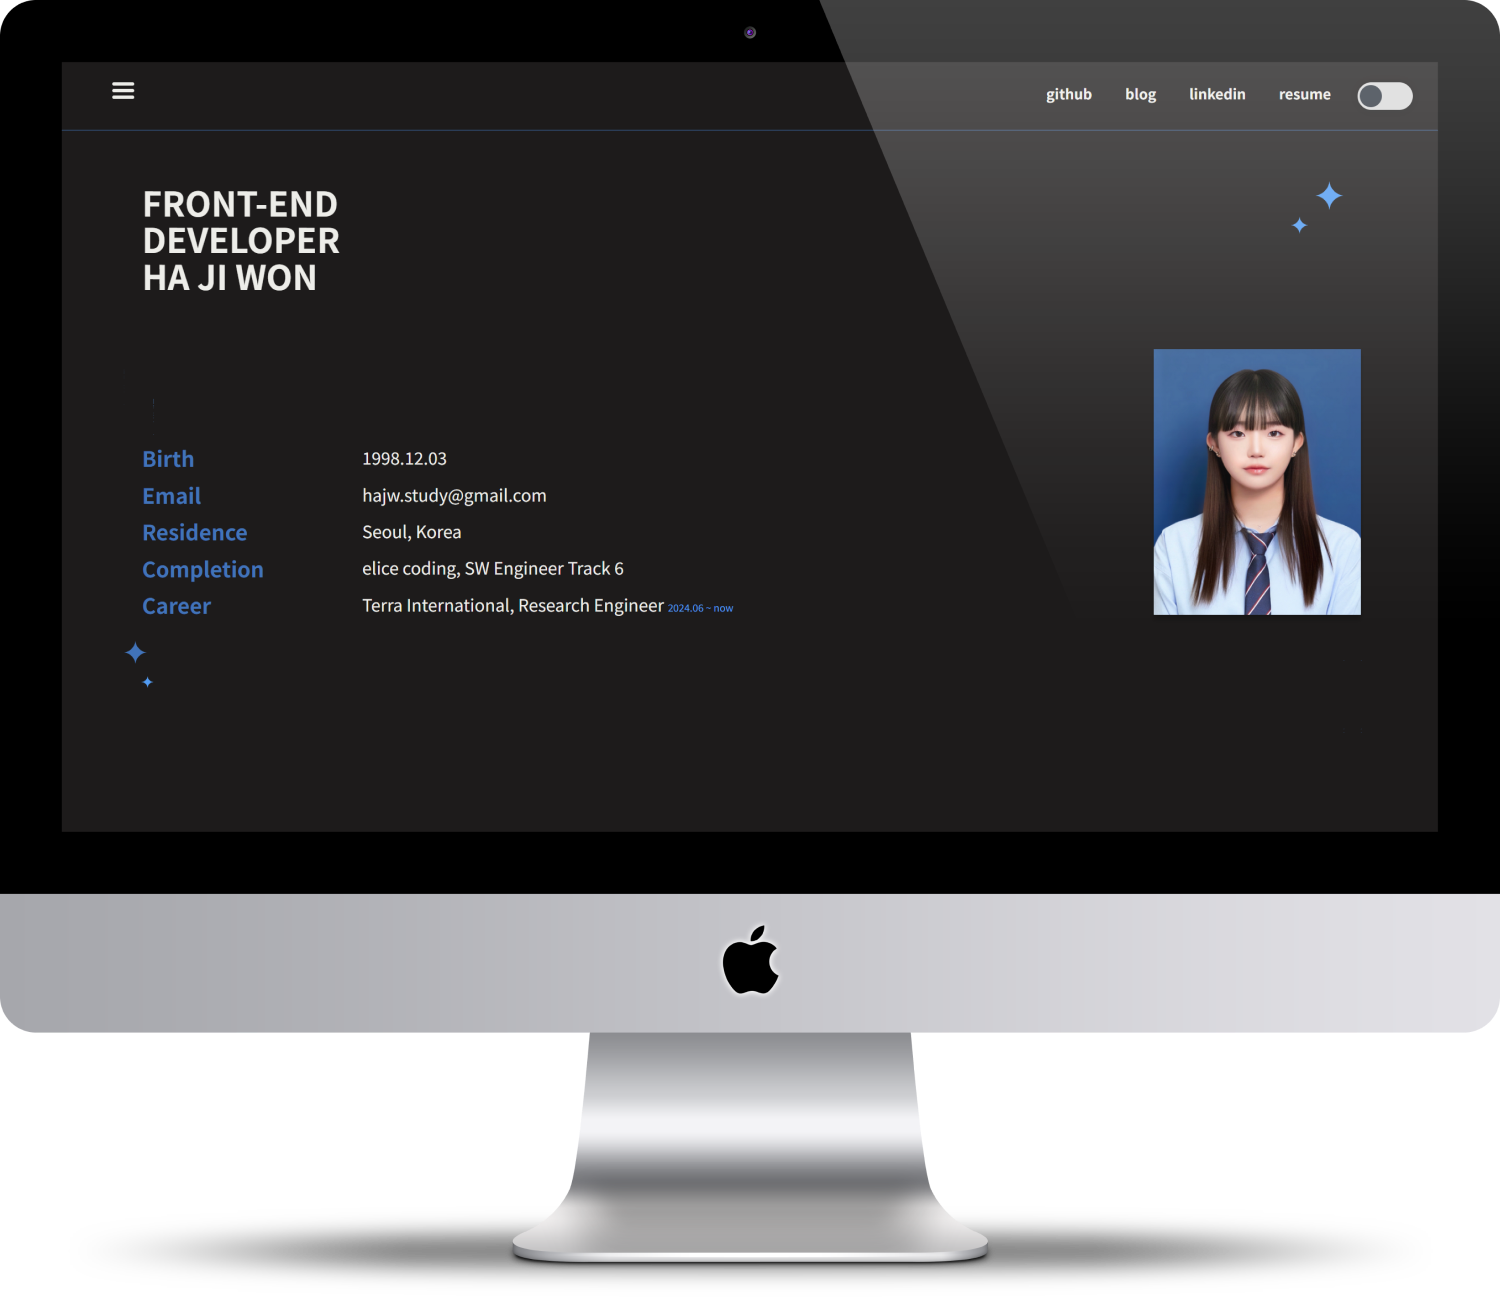 github blog linkedin resume
FRONT-END
DEVELOPER
HA JI WON
Birth 1998.12.03
Email hajw.study@gmail.com
Residence Seoul, Korea
Completion elice coding, SW Engineer Track 6
Career Terra International, Research Engineer 2024.06 ~ now